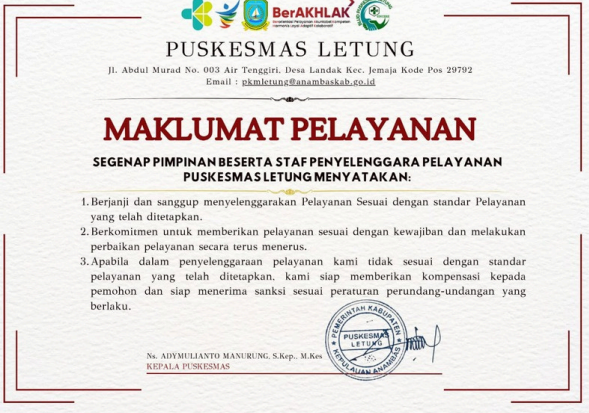 BerAKHLAK
PUSKESMAS LETUNG
Jl. Abdul Murad No. 003 Air Tenggiri, Desa Landak Kec. Jemaja Kode Pos 29792
Email : pkmletung@anambaskab.go.id
MAKLUMAT PELAYANAN
SEGENAP PIMPINAN BESERTA STAF PENYELENGGARA PELAYANAN
PUSKESMAS LETUNG MENYATAKAN:
1. Berjanji dan sanggup menyelenggarakan Pelayanan Sesuai dengan standar Pelayanan
yang telah ditetapkan.
2. Berkomitmen untuk memberikan pelayanan sesuai dengan kewajiban dan melakukan
perbaikan pelayanan secara terus menerus.
3. Apabila dalam penyelenggaraan pelayanan kami tidak sesuai dengan standar
pelayanan yang telah ditetapkan, kami siap memberikan kompensasi kepada
pemohon dan siap menerima sanksi sesuai peraturan perundang-undangan yang
berlaku.
PEMERINTAH KABUPATEN
PUSKESMAS
LETUNG
KEPULAUAN ANAMBAS
Ns. ADYMULIANTO MANURUNG, S.Kep., M.Kes
KEPALA PUSKESMAS